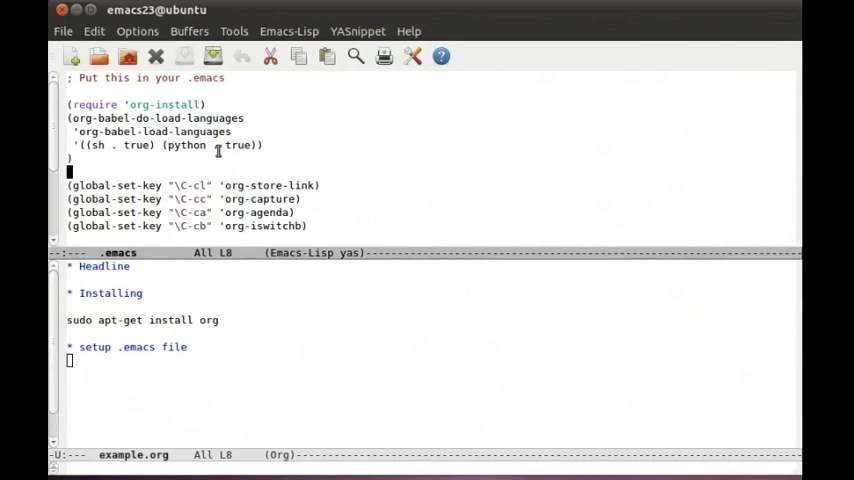 emacs23@ubuntu
File Edit Options Buffers Tools Emacs-Lisp YASnippet Help
; Put this in your .emacs
(require 'org-install)
(org-babel-do-load-languages
'org-babel-load-languages
'((sh . true) (python . true))
)
(global-set-key "\C-cl" 'org-store-link)
(global-set-key "\C-cc" 'org-capture)
(global-set-key "\C-ca" 'org-agenda)
(global-set-key "\C-cb" 'org-iswitchb)
--:--- .emacs All L8 (Emacs-Lisp yas)
* Headline
* Installing
sudo apt-get install org
* setup .emacs file
-U:--- example.org All L8 (Org)